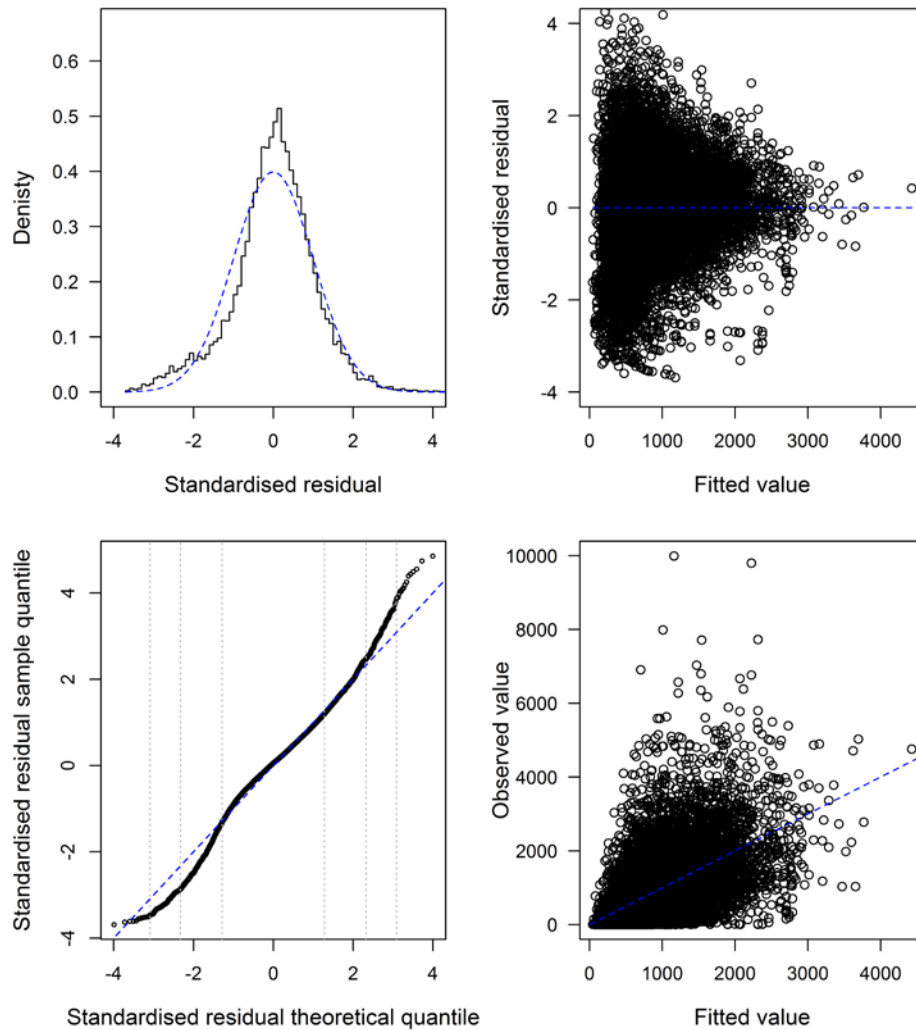 0.6
0.5
0.4
0.3
0.2
0.1
0.0
Denisty
-4 -2 0 2 4
Standardised residual
4
2
0
-2
-4
Standardised residual
0 1000 2000 3000 4000
Fitted value
4
2
0
-2
-4
Standardised residual sample quantile
-4 -2 0 2 4
Standardised residual theoretical quantile
10000
8000
6000
4000
2000
0
Observed value
0 1000 2000 3000 4000
Fitted value